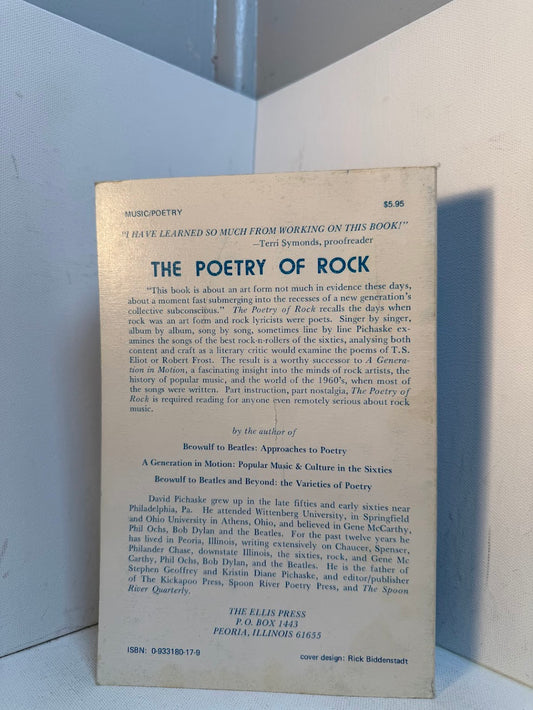 MUSIC/POETRY
$5.95
"I HAVE LEARNED SO MUCH FROM WORKING ON THIS BOOK!"
—Terri Symonds, proofreader
THE POETRY OF ROCK
"This book is about an art form not much in evidence these days,
about a moment fast submerging into the recesses of a new generation's
collective subconscious." The Poetry of Rock recalls the days when
rock was an art form and rock lyricists were poets. Singer by singer,
album by album, song by song, sometimes line by line Pichaske ex-
amines the songs of the best rock-n-rollers of the sixties, analysing both
content and craft as a literary critic would examine the poems of T.S.
Eliot or Robert Frost. The result is a worthy successor to A Genera-
tion in Motion, a fascinating insight into the minds of rock artists, the
history of popular music, and the world of the 1960's, when most of
the songs were written. Part instruction, part nostalgia, The Poetry of
Rock is required reading for anyone even remotely serious about rock
music.
by the author of
Beowulf to Beatles: Approaches to Poetry
A Generation in Motion: Popular Music & Culture in the Sixties
Beowulf to Beatles and Beyond: the Varieties of Poetry
David Pichaske grew up in the late fifties and early sixties near
Philadelphia, Pa. He attended Wittenberg University, in Springfield
and Ohio University in Athens, Ohio, and believed in Gene McCarthy,
Phil Ochs, Bob Dylan and the Beatles. For the past twelve years he
has lived in Peoria, Illinois, writing extensively on Chaucer, Spenser,
Philander Chase, downstate Illinois, the sixties, rock, and Gene Mc
Carthy, Phil Ochs, Bob Dylan, and the Beatles. He is the father of
Stephen Geoffrey and Kristin Diane Pichaske, and editor/publisher
of The Kickapoo Press, Spoon River Poetry Press, and The Spoon
River Quarterly.
THE ELLIS PRESS
P.O. BOX 1443
PEORIA, ILLINOIS 61655
ISBN: 0-933180-17-9
cover design: Rick Biddenstadt